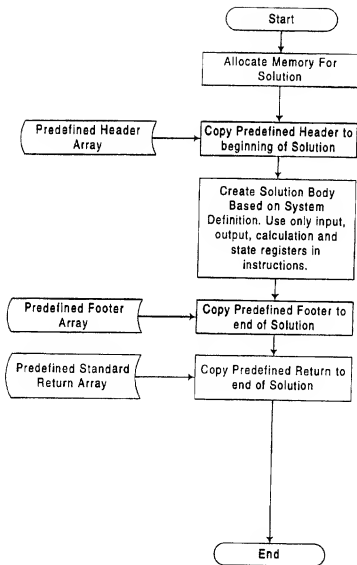 Start
Allocate Memory For
Solution
Predefined Header
Array
Copy Predefined Header to
beginning of Solution
Create Solution Body
Based on System
Definition. Use only input,
output, calculation and
state registers in
instructions.
Predefined Footer
Array
Copy Predefined Footer to
end of Solution
Predefined Standard
Return Array
Copy Predefined Return to
end of Solution
End